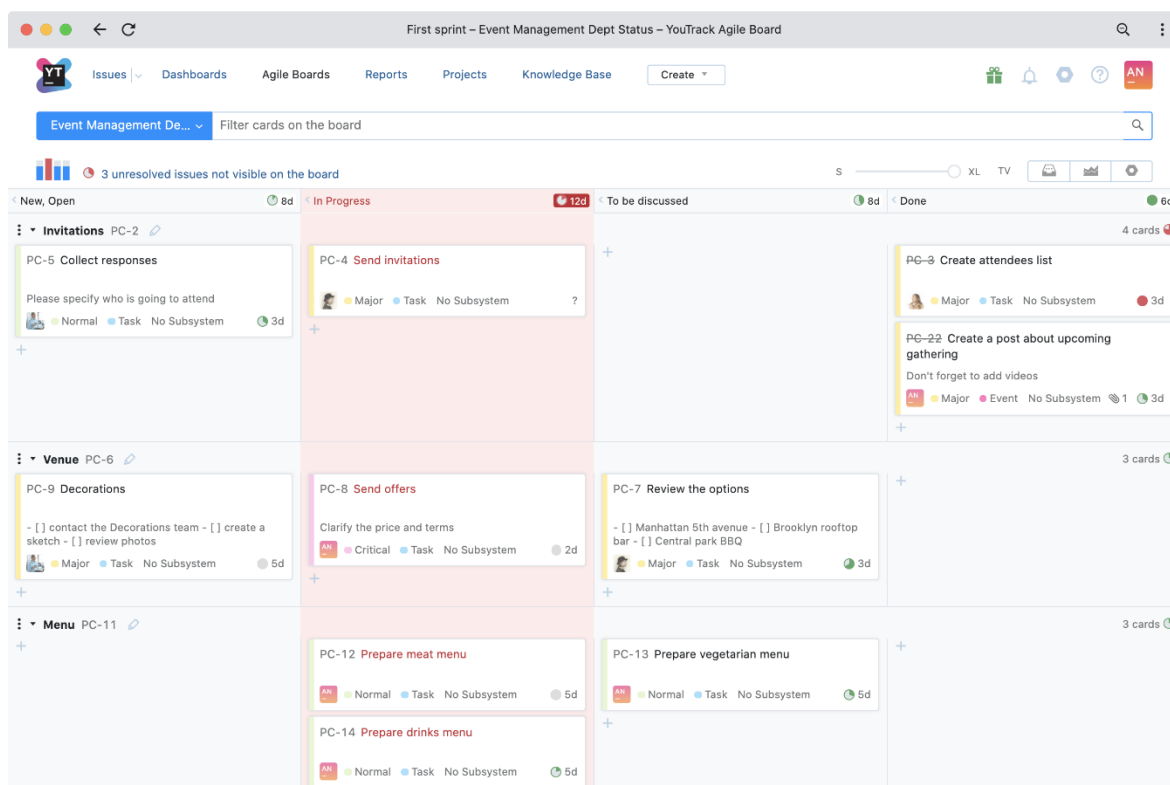 First sprint – Event Management Dept Status – YouTrack Agile Board
YT
Issues Dashboards Agile Boards Reports Projects Knowledge Base Create
AN
Event Management De... Filter cards on the board
3 unresolved issues not visible on the board
S XL TV
New, Open 8d In Progress 12d To be discussed 8d Done 6d
Invitations PC-2 4 cards
PC-5 Collect responses
Please specify who is going to attend
Normal Task No Subsystem 3d
PC-4 Send invitations
Major Task No Subsystem ?
PC-3 Create attendees list
Major Task No Subsystem 3d
PC-22 Create a post about upcoming
gathering
Don't forget to add videos
AN Major Event No Subsystem 1 3d
Venue PC-6 3 cards
PC-9 Decorations
- [ ] contact the Decorations team - [ ] create a
sketch - [ ] review photos
Major Task No Subsystem 5d
PC-8 Send offers
Clarify the price and terms
AN Critical Task No Subsystem 2d
PC-7 Review the options
- [ ] Manhattan 5th avenue - [ ] Brooklyn rooftop
bar - [ ] Central park BBQ
Major Task No Subsystem 3d
Menu PC-11 3 cards
PC-12 Prepare meat menu
AN Normal Task No Subsystem 5d
PC-14 Prepare drinks menu
AN Normal Task No Subsystem 5d
PC-13 Prepare vegetarian menu
AN Normal Task No Subsystem 5d